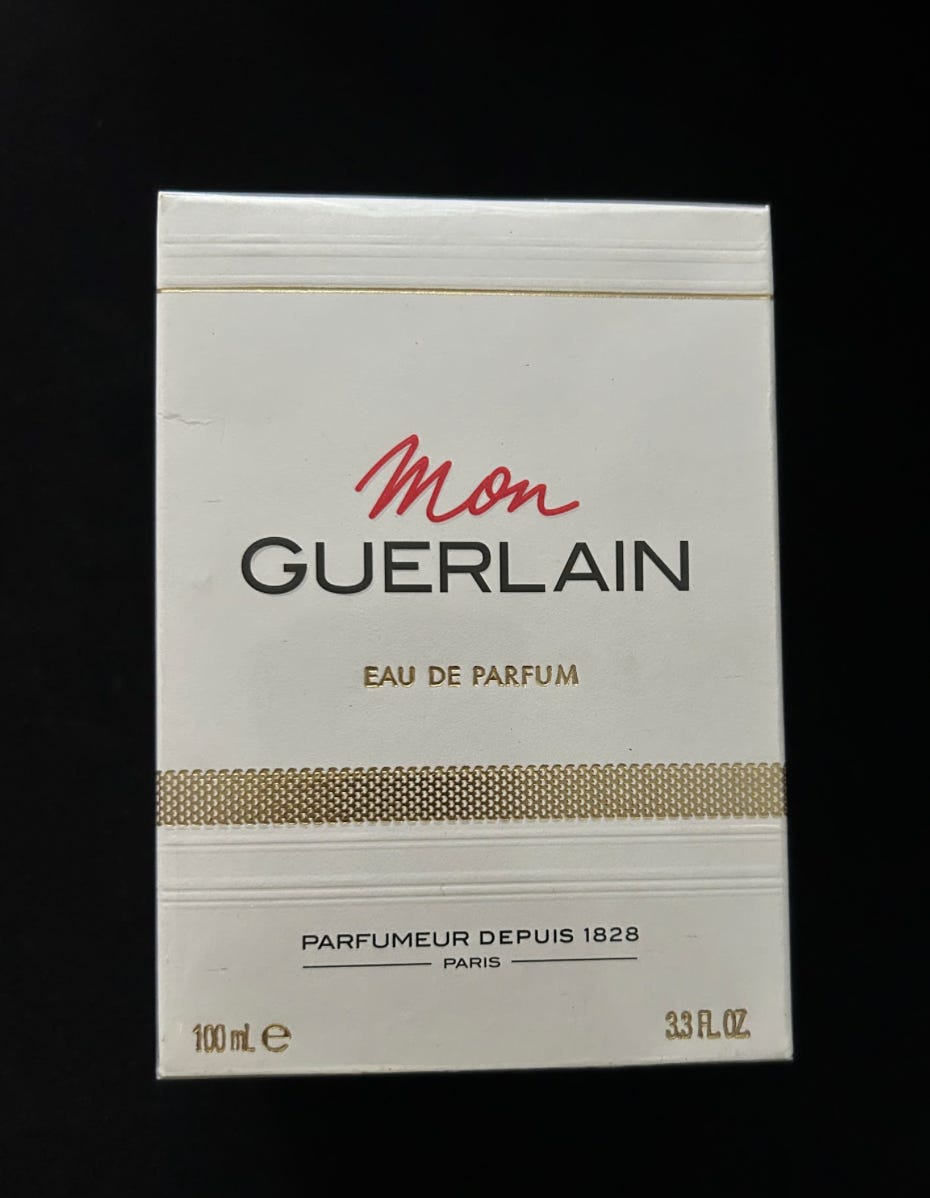 Mon
GUERLAIN
EAU DE PARFUM
PARFUMEUR DEPUIS 1828
PARIS
100 mL ℮
3.3 FL. OZ.